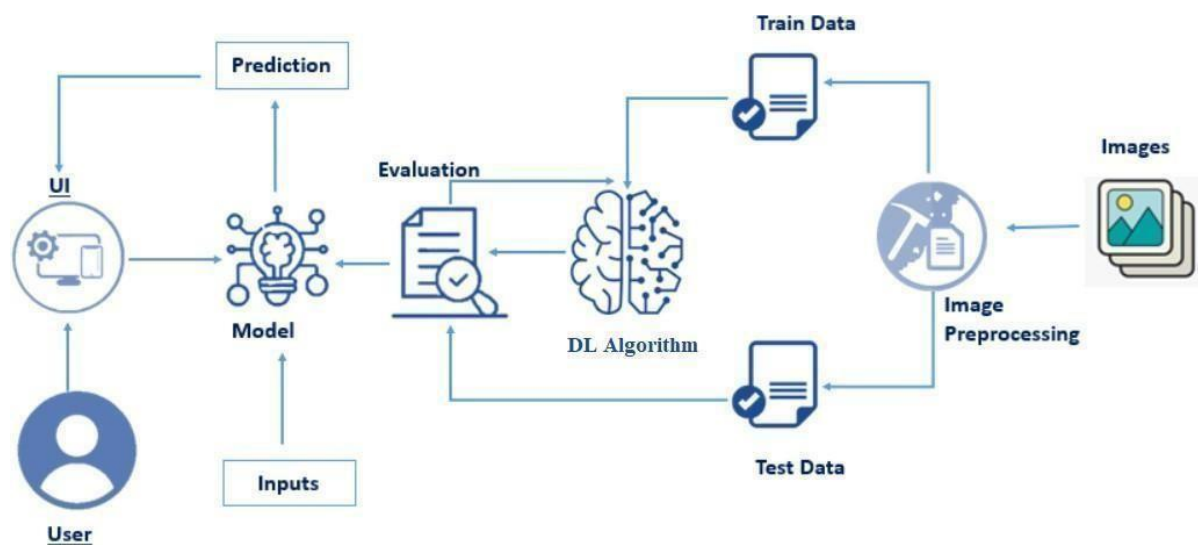 Train Data
Prediction
Images
Evaluation
UI
Image
Preprocessing
Model
DL Algorithm
Inputs
Test Data
User